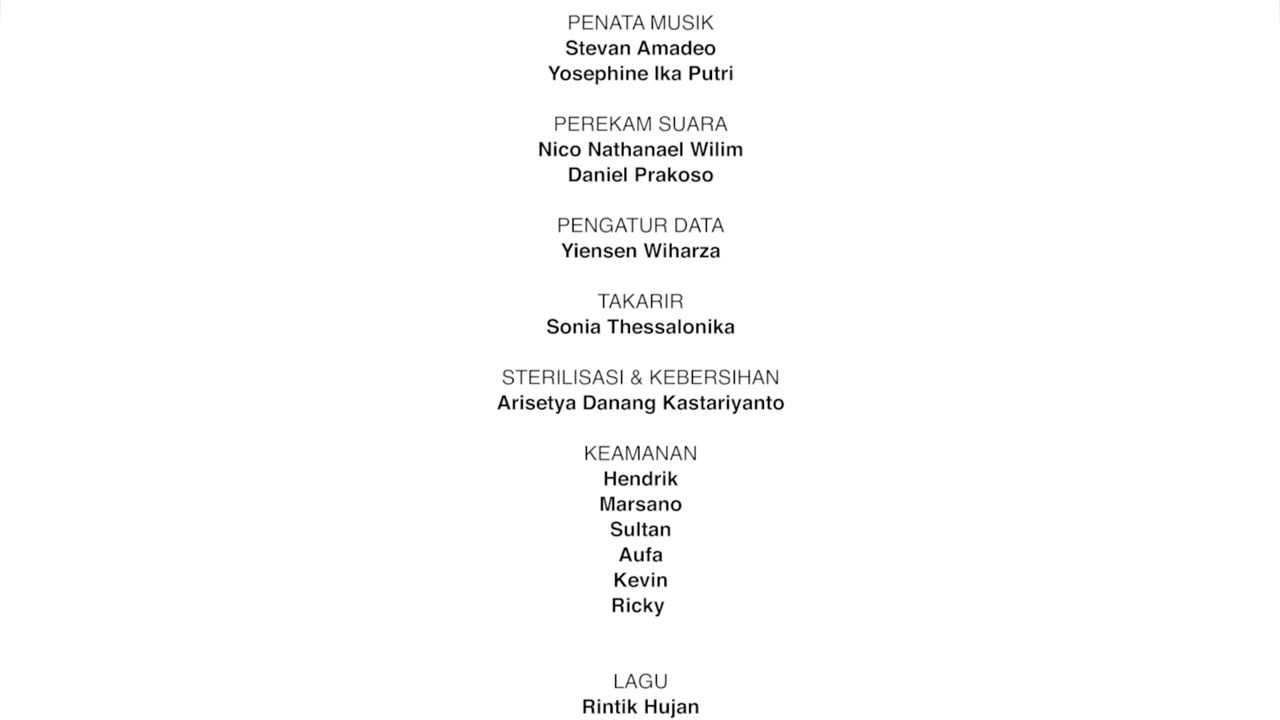 PENATA MUSIK
Stevan Amadeo
Yosephine Ika Putri
PEREKAM SUARA
Nico Nathanael Wilim
Daniel Prakoso
PENGATUR DATA
Yiensen Wiharza
TAKARIR
Sonia Thessalonika
STERILISASI & KEBERSIHAN
Arisetya Danang Kastariyanto
KEAMANAN
Hendrik
Marsano
Sultan
Aufa
Kevin
Ricky
LAGU
Rintik Hujan